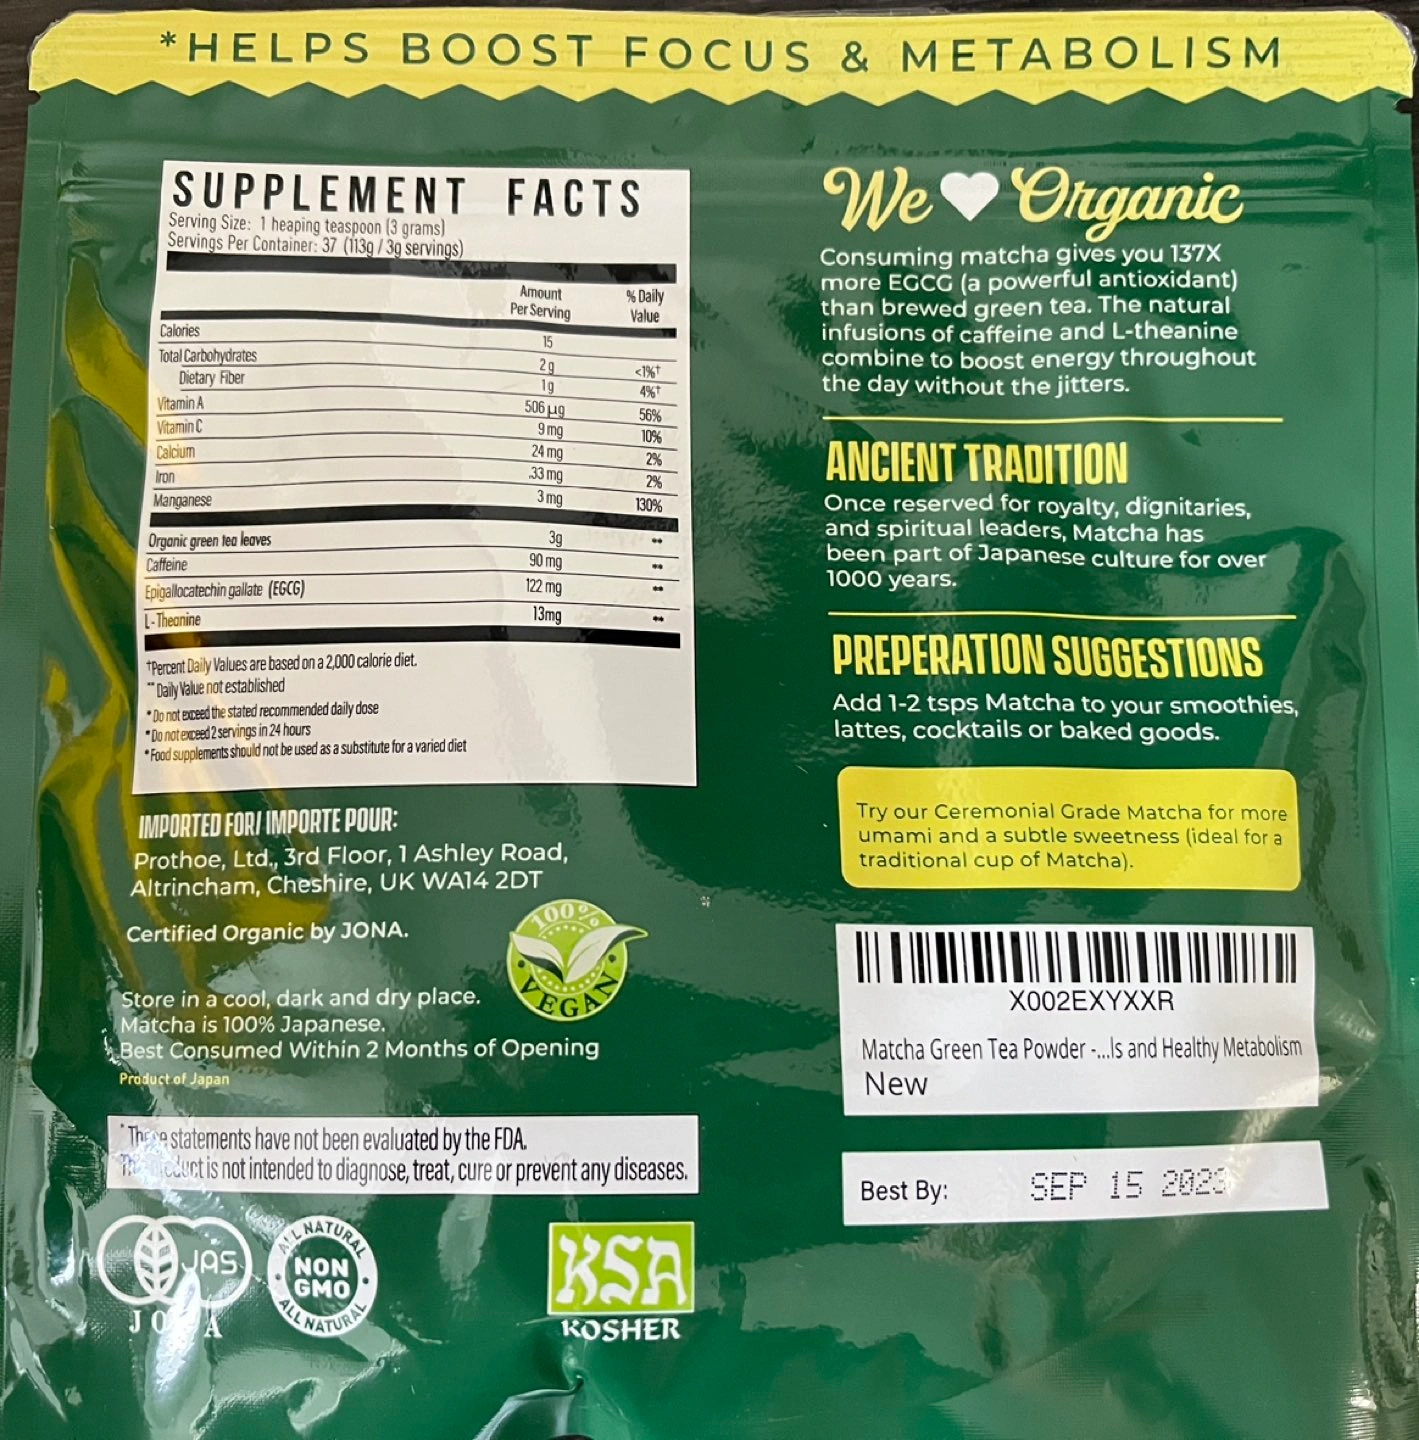 *HELPS BOOST FOCUS & METABOLISM
SUPPLEMENT FACTS
Serving Size: 1 heaping teaspoon (3 grams)
Servings Per Container: 37 (113g / 3g servings)
Amount Per Serving % Daily Value
Calories 15
Total Carbohydrates 2g <1%†
Dietary Fiber 1g 4%†
Vitamin A 506 µg 56%
Vitamin C 9 mg 10%
Calcium 24 mg 2%
Iron .33 mg 2%
Manganese 3 mg 130%
Organic green tea leaves 3g **
Caffeine 90 mg **
Epigallocatechin gallate (EGCG) 122 mg **
L-Theanine 13mg **
†Percent Daily Values are based on a 2,000 calorie diet.
**Daily Value not established
*Do not exceed the stated recommended daily dose
*Do not exceed 2 servings in 24 hours
*Food supplements should not be used as a substitute for a varied diet
IMPORTED FOR/ IMPORTE POUR:
Prothoe, Ltd., 3rd Floor, 1 Ashley Road,
Altrincham, Cheshire, UK WA14 2DT
Certified Organic by JONA.
100%
VEGAN
Store in a cool, dark and dry place.
Matcha is 100% Japanese.
Best Consumed Within 2 Months of Opening
Product of Japan
*These statements have not been evaluated by the FDA.
This product is not intended to diagnose, treat, cure or prevent any diseases.
JAS
JONA
ALL NATURAL
NON
GMO
ALL NATURAL
KSA
KOSHER
We Organic
Consuming matcha gives you 137X
more EGCG (a powerful antioxidant)
than brewed green tea. The natural
infusions of caffeine and L-theanine
combine to boost energy throughout
the day without the jitters.
ANCIENT TRADITION
Once reserved for royalty, dignitaries,
and spiritual leaders, Matcha has
been part of Japanese culture for over
1000 years.
PREPERATION SUGGESTIONS
Add 1-2 tsps Matcha to your smoothies,
lattes, cocktails or baked goods.
Try our Ceremonial Grade Matcha for more
umami and a subtle sweetness (ideal for a
traditional cup of Matcha).
X002EXYXXR
Matcha Green Tea Powder -...ls and Healthy Metabolism
New
Best By: SEP 15 2023